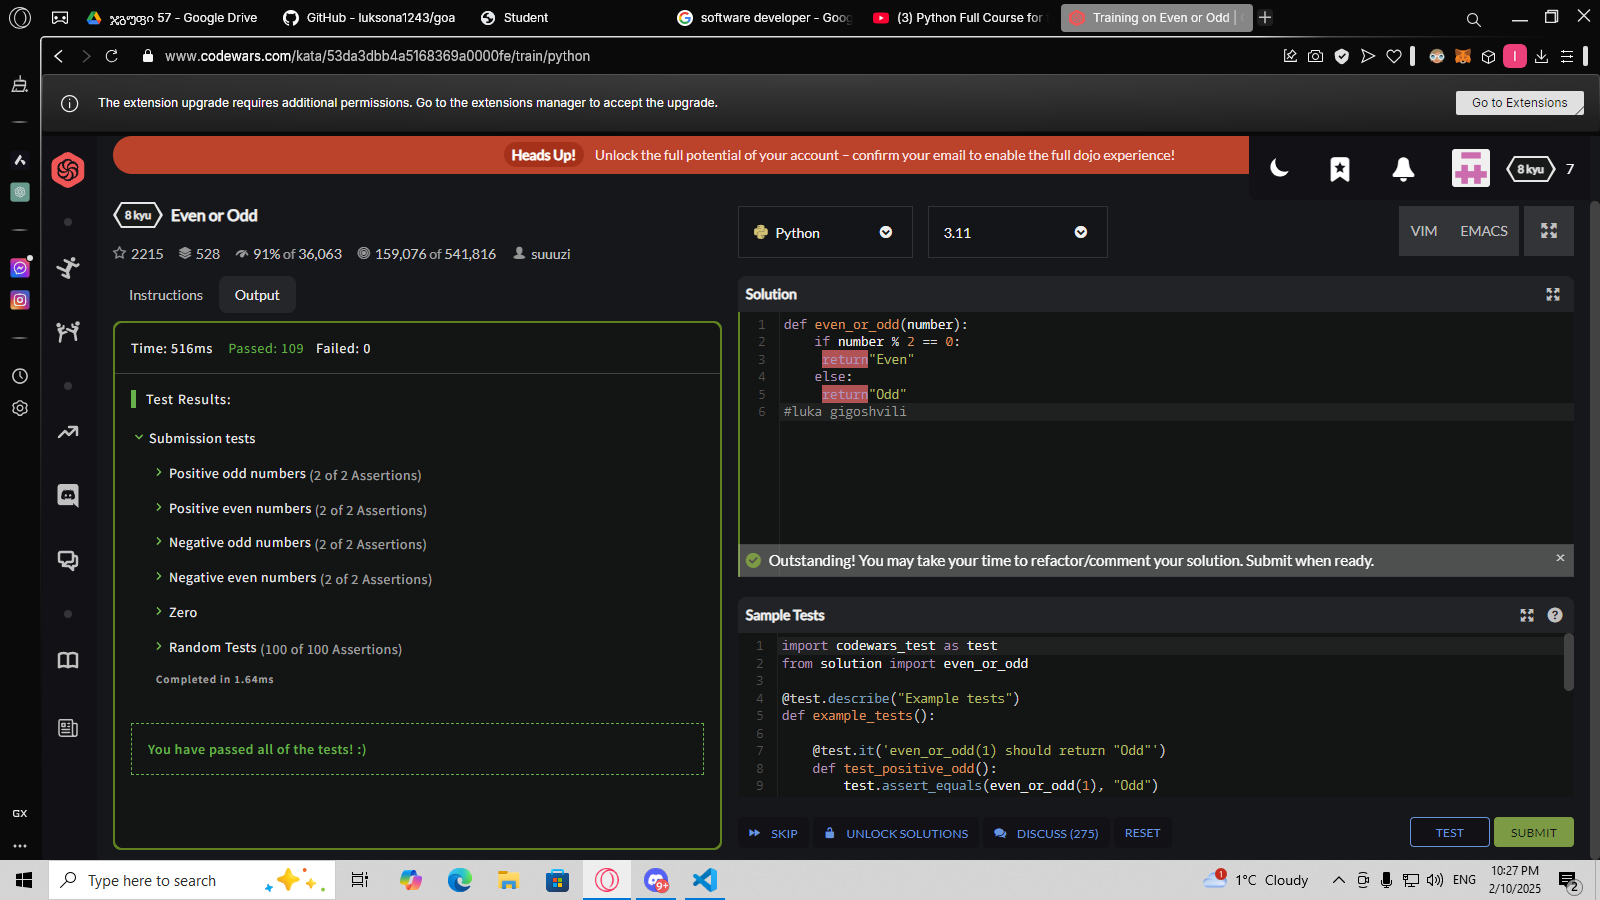 ჯგუფი 57 - Google Drive
GitHub - luksona1243/goa
Student
software developer - Goog
(3) Python Full Course for
Training on Even or Odd |
www.codewars.com/kata/53da3dbb4a5168369a0000fe/train/python
The extension upgrade requires additional permissions. Go to the extensions manager to accept the upgrade.
Go to Extensions
Heads Up! Unlock the full potential of your account – confirm your email to enable the full dojo experience!
8 kyu 7
8 kyu Even or Odd
2215 528 91% of 36,063 159,076 of 541,816 suuuzi
Instructions Output
Python 3.11
VIM EMACS
Time: 516ms Passed: 109 Failed: 0
Test Results:
Submission tests
Positive odd numbers (2 of 2 Assertions)
Positive even numbers (2 of 2 Assertions)
Negative odd numbers (2 of 2 Assertions)
Negative even numbers (2 of 2 Assertions)
Zero
Random Tests (100 of 100 Assertions)
Completed in 1.64ms
You have passed all of the tests! :)
Solution
1 def even_or_odd(number):
2 if number % 2 == 0:
3 return"Even"
4 else:
5 return"Odd"
6 #luka gigoshvili
Outstanding! You may take your time to refactor/comment your solution. Submit when ready.
Sample Tests
1 import codewars_test as test
2 from solution import even_or_odd
3
4 @test.describe("Example tests")
5 def example_tests():
6
7 @test.it('even_or_odd(1) should return "Odd"')
8 def test_positive_odd():
9 test.assert_equals(even_or_odd(1), "Odd")
SKIP UNLOCK SOLUTIONS DISCUSS (275) RESET
TEST SUBMIT
GX
Type here to search
9+
1
1°C Cloudy
ENG
10:27 PM
2/10/2025
2